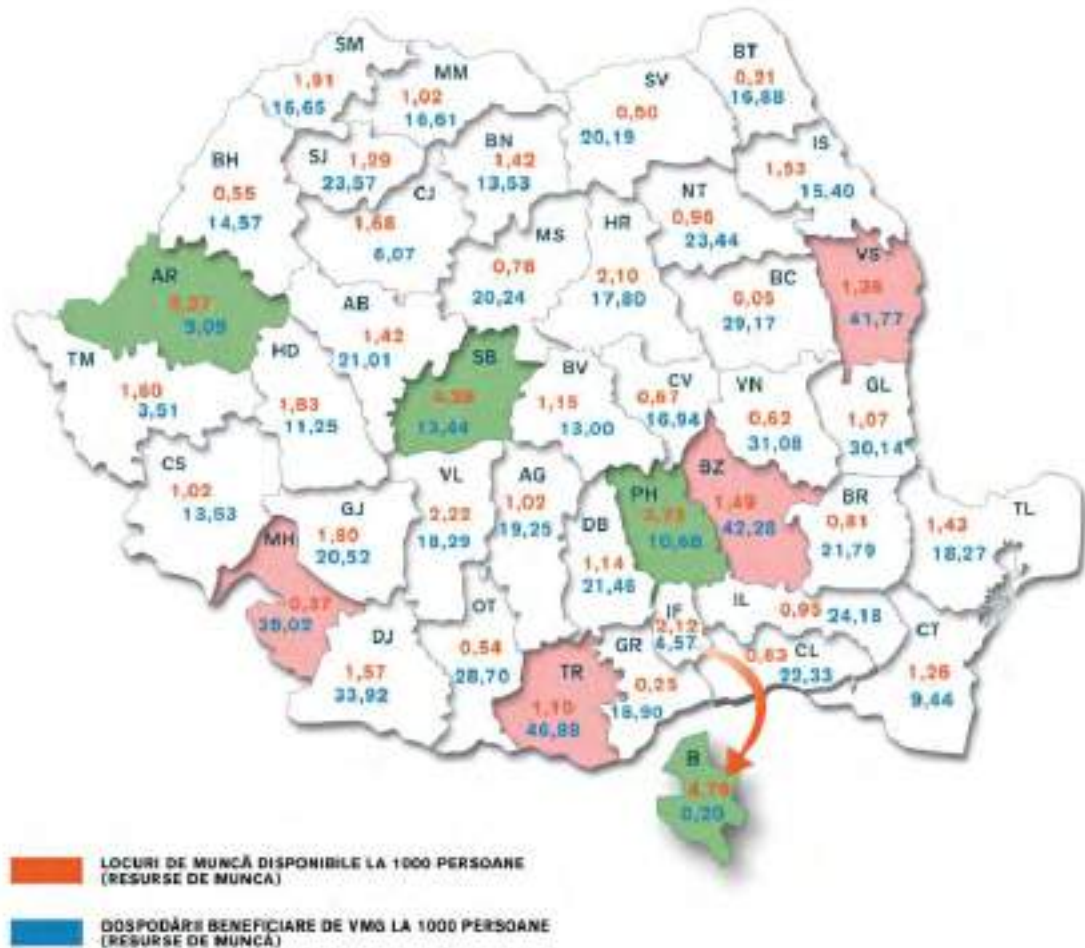 SM
1,91
16,65
MM
1,02
16,61
SV
0,50
20,19
BT
0,21
16,88
BH
0,55
14,57
SJ
1,29
23,57
BN
1,42
13,53
IS
1,53
15,40
CJ
1,68
6,07
MS
0,78
20,24
HR
2,10
17,80
NT
0,96
23,44
AR
AB
1,42
21,01
BC
0,05
29,17
VS
41,77
TM
1,60
3,51
HD
1,83
11,25
SB
13,44
BV
1,15
13,00
CV
0,67
16,94
VN
0,62
31,08
GL
1,07
30,14
CS
1,02
13,53
GJ
1,80
20,52
VL
2,22
18,29
AG
1,02
19,25
DB
1,14
21,46
PH
10,68
BZ
1,49
42,28
BR
0,81
21,79
TL
1,43
18,27
MH
0,37
DJ
1,57
33,92
OT
0,54
28,70
TR
1,10
GR
0,25
18,90
IF
2,12
4,57
IL
0,95
24,18
CL
0,63
22,33
CT
1,26
9,44
B
4,79
0,20
LOCURI DE MUNCĂ DISPONIBILE LA 1000 PERSOANE
(RESURSE DE MUNCA)
DOSPODĂRII BENEFICIARE DE VMG LA 1000 PERSOANE
(RESURSE DE MUNCĂ)